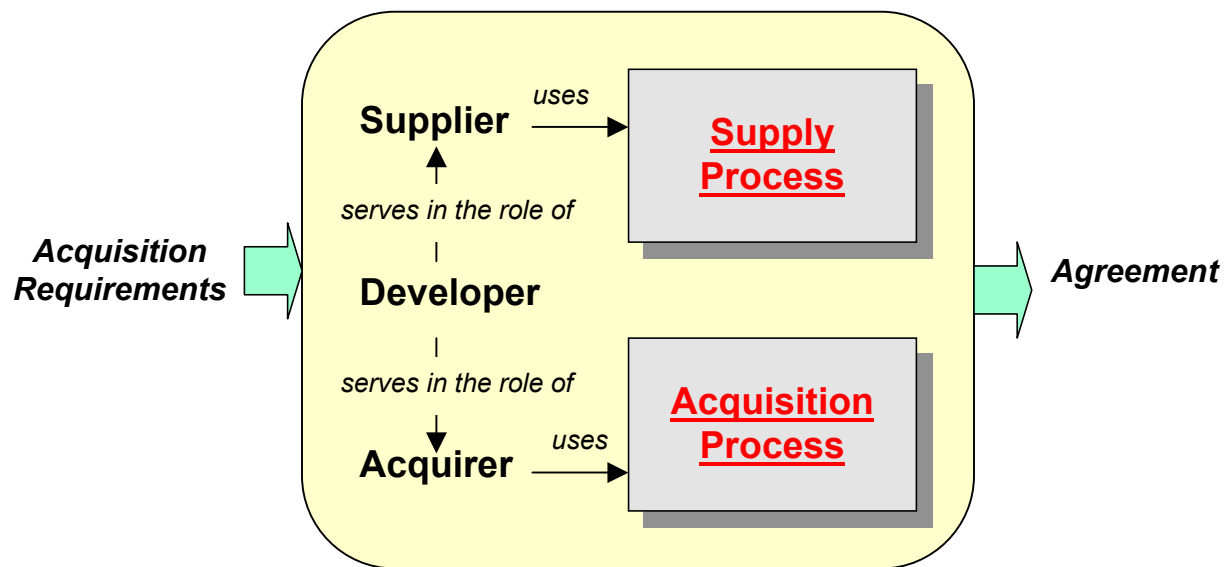 Acquisition
Requirements
Supplier
uses
Supply
Process
serves in the role of
Developer
serves in the role of
Acquirer
uses
Acquisition
Process
Agreement